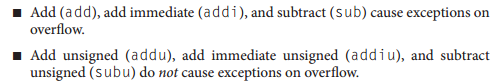 ■ Add (add), add immediate (addi), and subtract (sub) cause exceptions on
overflow.
■ Add unsigned (addu), add immediate unsigned (addiu), and subtract
unsigned (subu) do not cause exceptions on overflow.